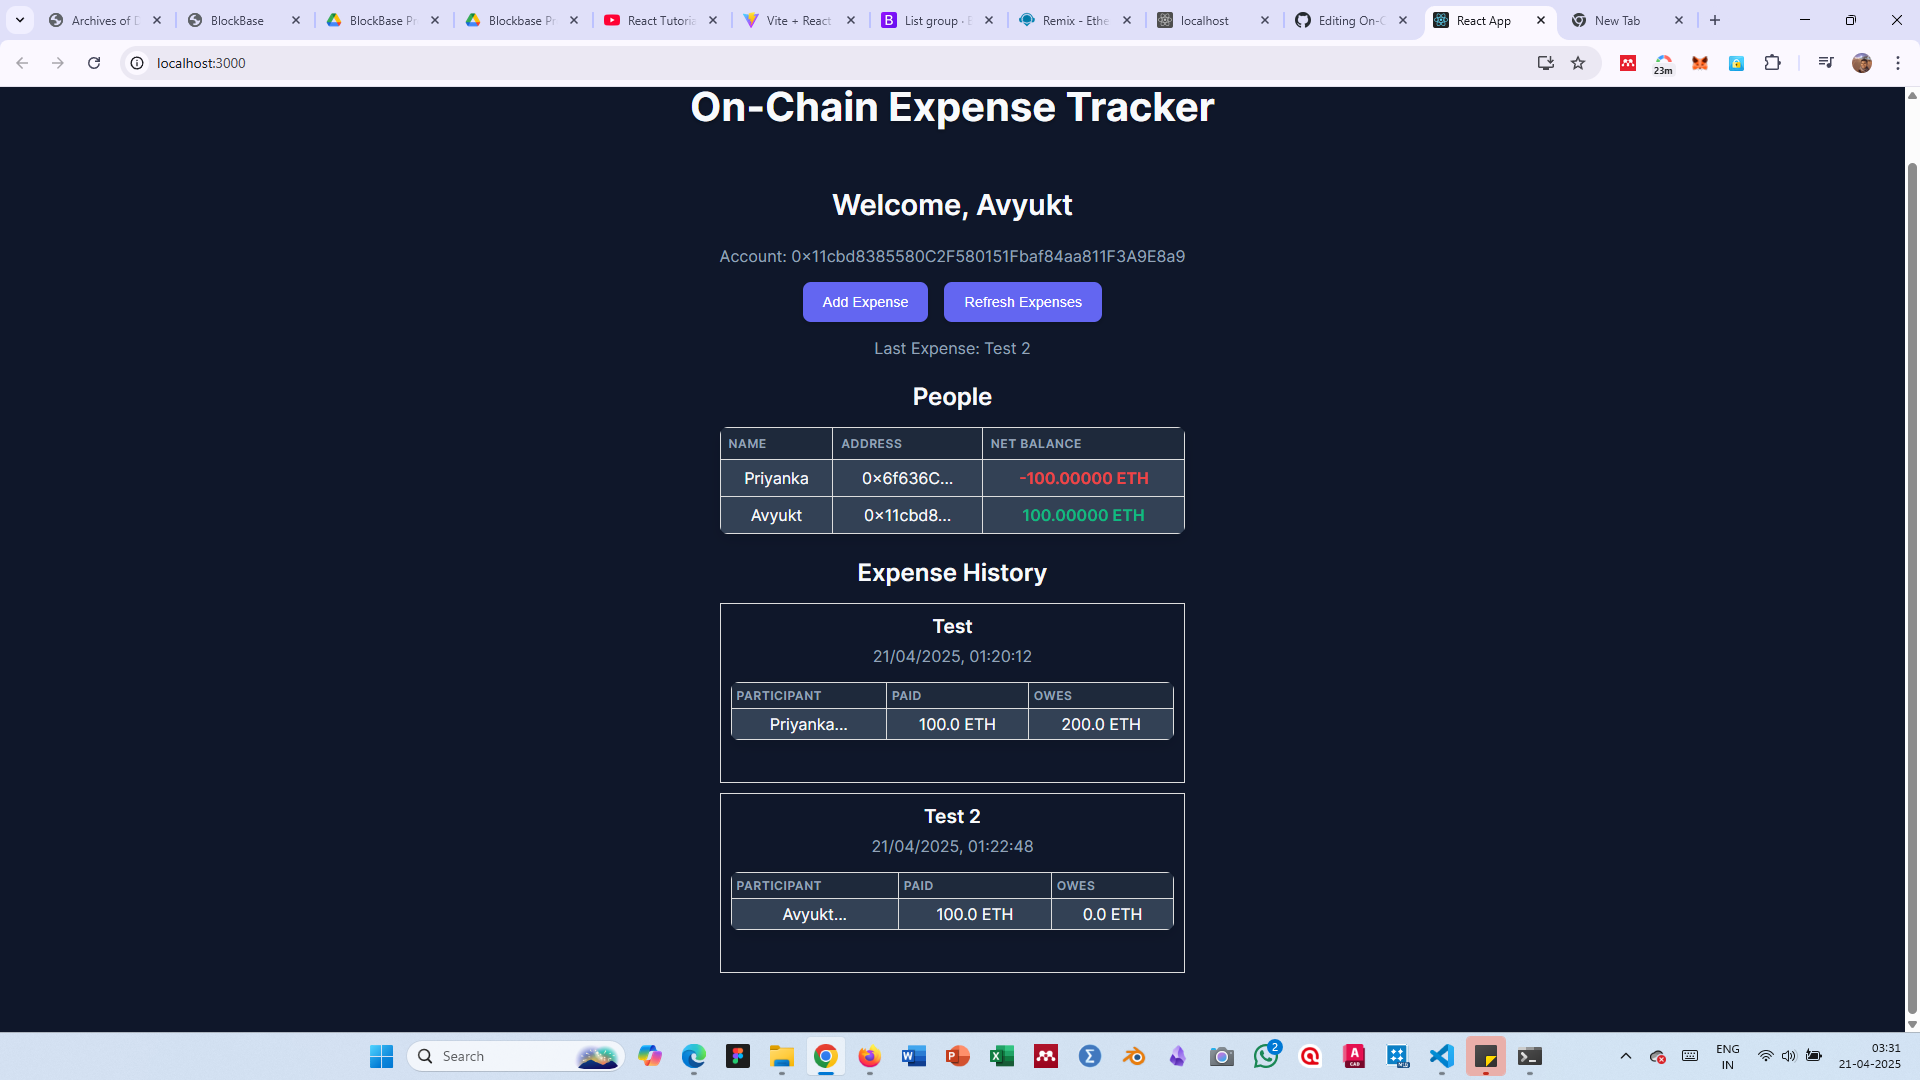 Archives of D
BlockBase
BlockBase Pr
Blockbase Pr
React Tutoria
Vite + React
List group · B
Remix - Ethe
localhost
Editing On-C
React App
New Tab
localhost:3000
23m
On-Chain Expense Tracker
Welcome, Avyukt
Account: 0x11cbd8385580C2F580151Fbaf84aa811F3A9E8a9
Add Expense
Refresh Expenses
Last Expense: Test 2
People
NAME ADDRESS NET BALANCE
Priyanka 0x6f636C... -100.00000 ETH
Avyukt 0x11cbd8... 100.00000 ETH
Expense History
Test
21/04/2025, 01:20:12
PARTICIPANT PAID OWES
Priyanka... 100.0 ETH 200.0 ETH
Test 2
21/04/2025, 01:22:48
PARTICIPANT PAID OWES
Avyukt... 100.0 ETH 0.0 ETH
Search
2
ENG
IN
03:31
21-04-2025